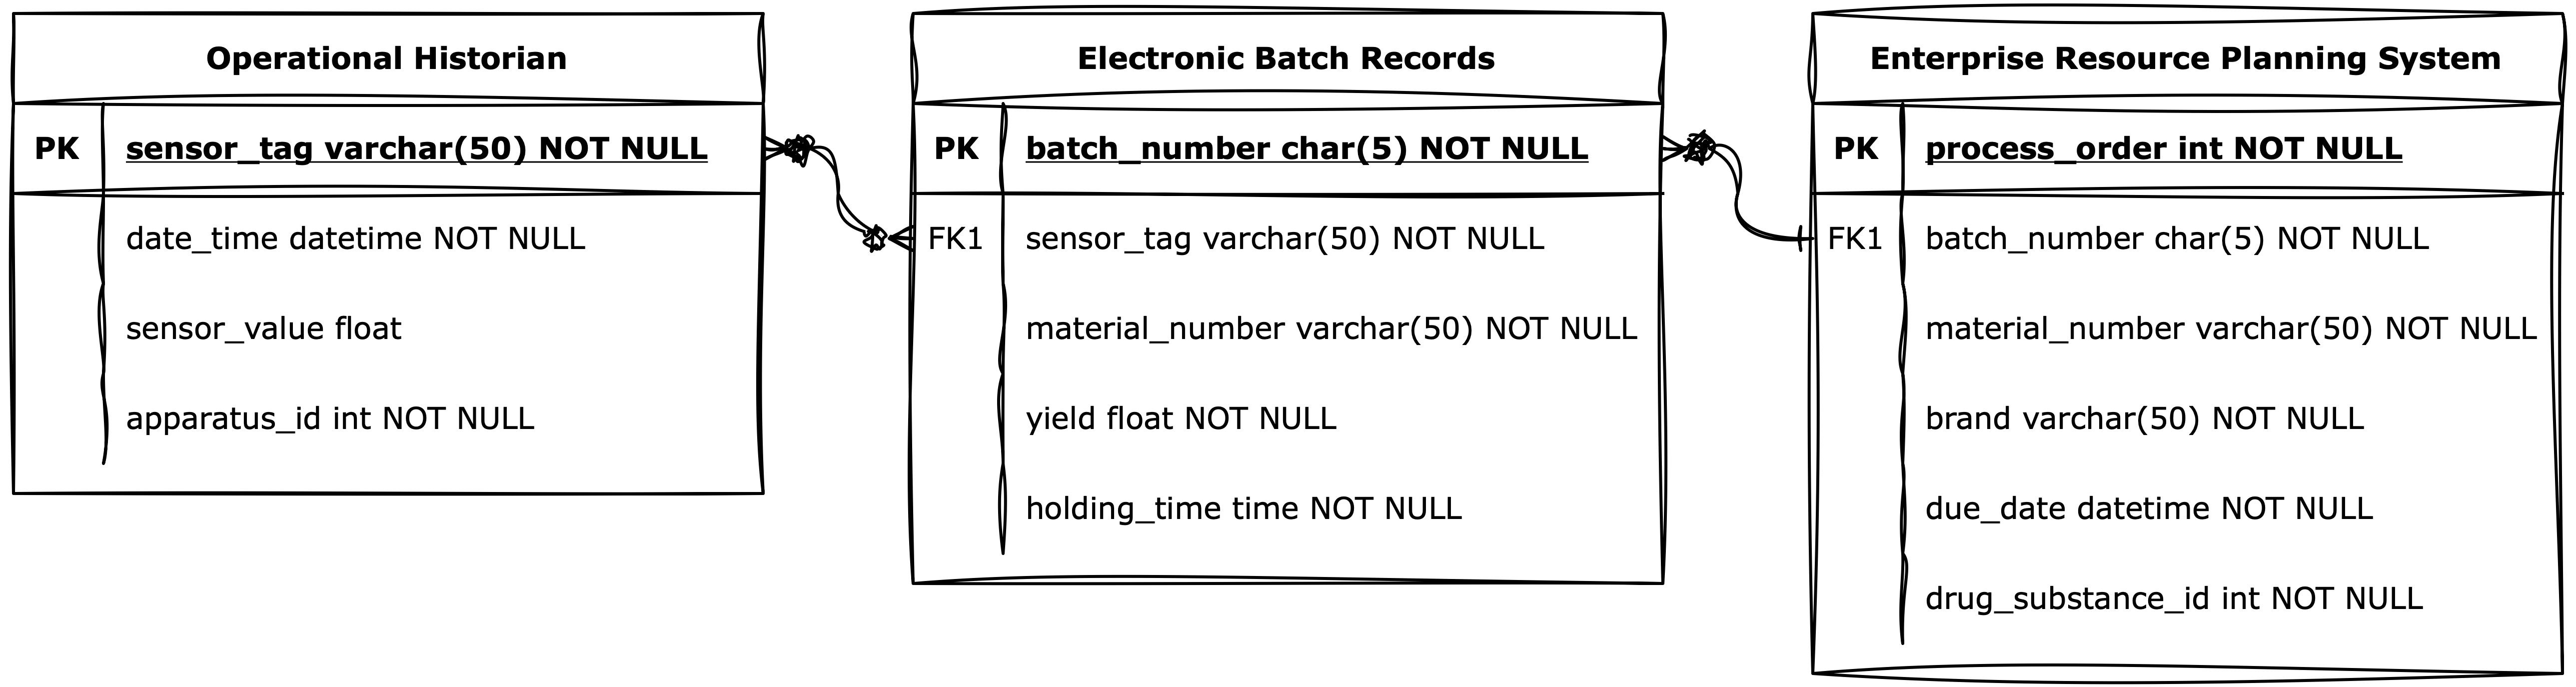 Operational Historian
PK sensor_tag varchar(50) NOT NULL
date_time datetime NOT NULL
sensor_value float
apparatus_id int NOT NULL
Electronic Batch Records
PK batch_number char(5) NOT NULL
FK1 sensor_tag varchar(50) NOT NULL
material_number varchar(50) NOT NULL
yield float NOT NULL
holding_time time NOT NULL
Enterprise Resource Planning System
PK process_order int NOT NULL
FK1 batch_number char(5) NOT NULL
material_number varchar(50) NOT NULL
brand varchar(50) NOT NULL
due_date datetime NOT NULL
drug_substance_id int NOT NULL